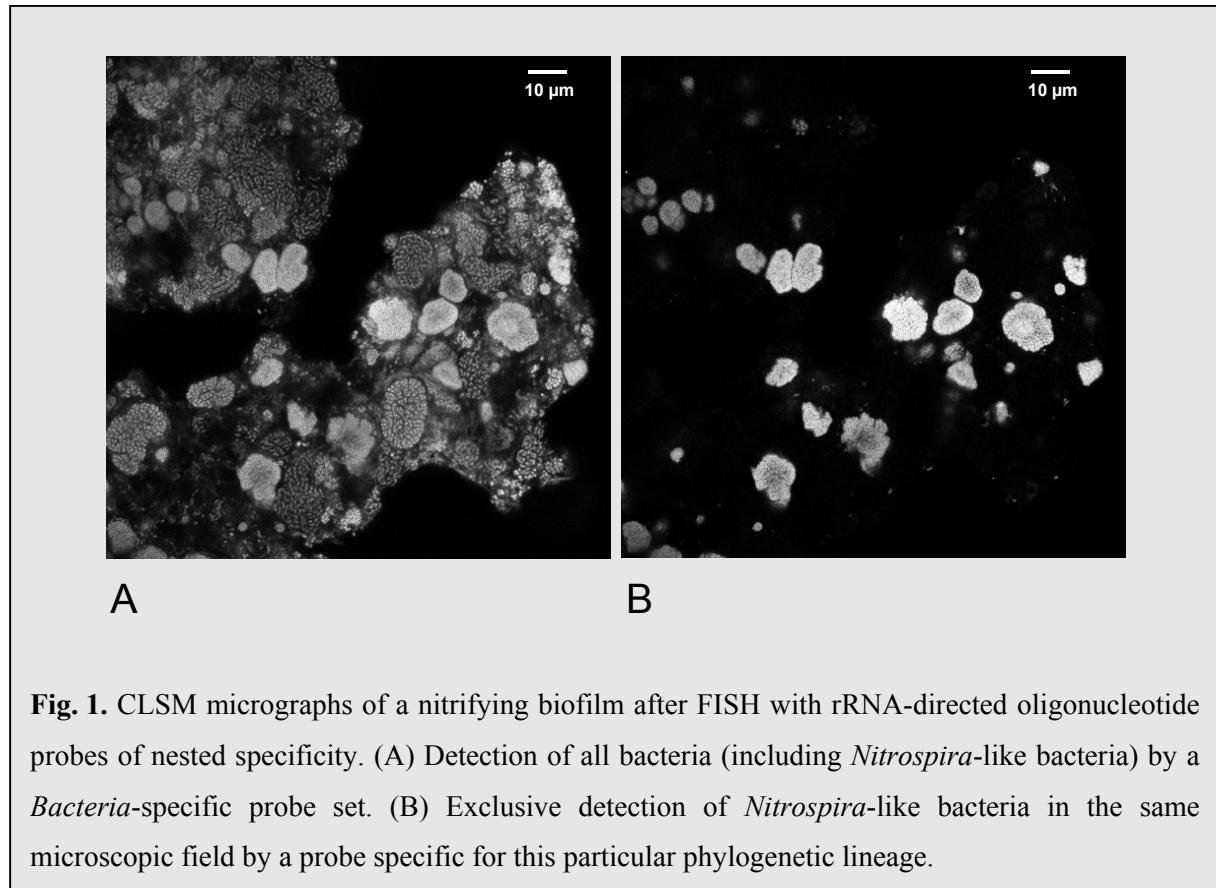 10 µm
10 µm
A
B
Fig. 1. CLSM micrographs of a nitrifying biofilm after FISH with rRNA-directed oligonucleotide
probes of nested specificity. (A) Detection of all bacteria (including Nitrospira-like bacteria) by a
Bacteria-specific probe set. (B) Exclusive detection of Nitrospira-like bacteria in the same
microscopic field by a probe specific for this particular phylogenetic lineage.